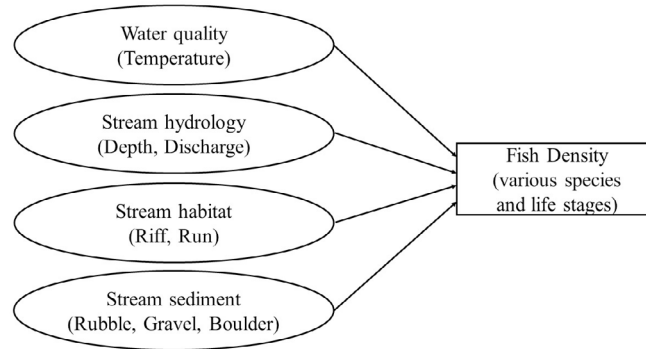 Water quality
(Temperature)
Stream hydrology
(Depth, Discharge)
Fish Density
(various species
and life stages)
Stream habitat
(Riff, Run)
Stream sediment
(Rubble, Gravel, Boulder)